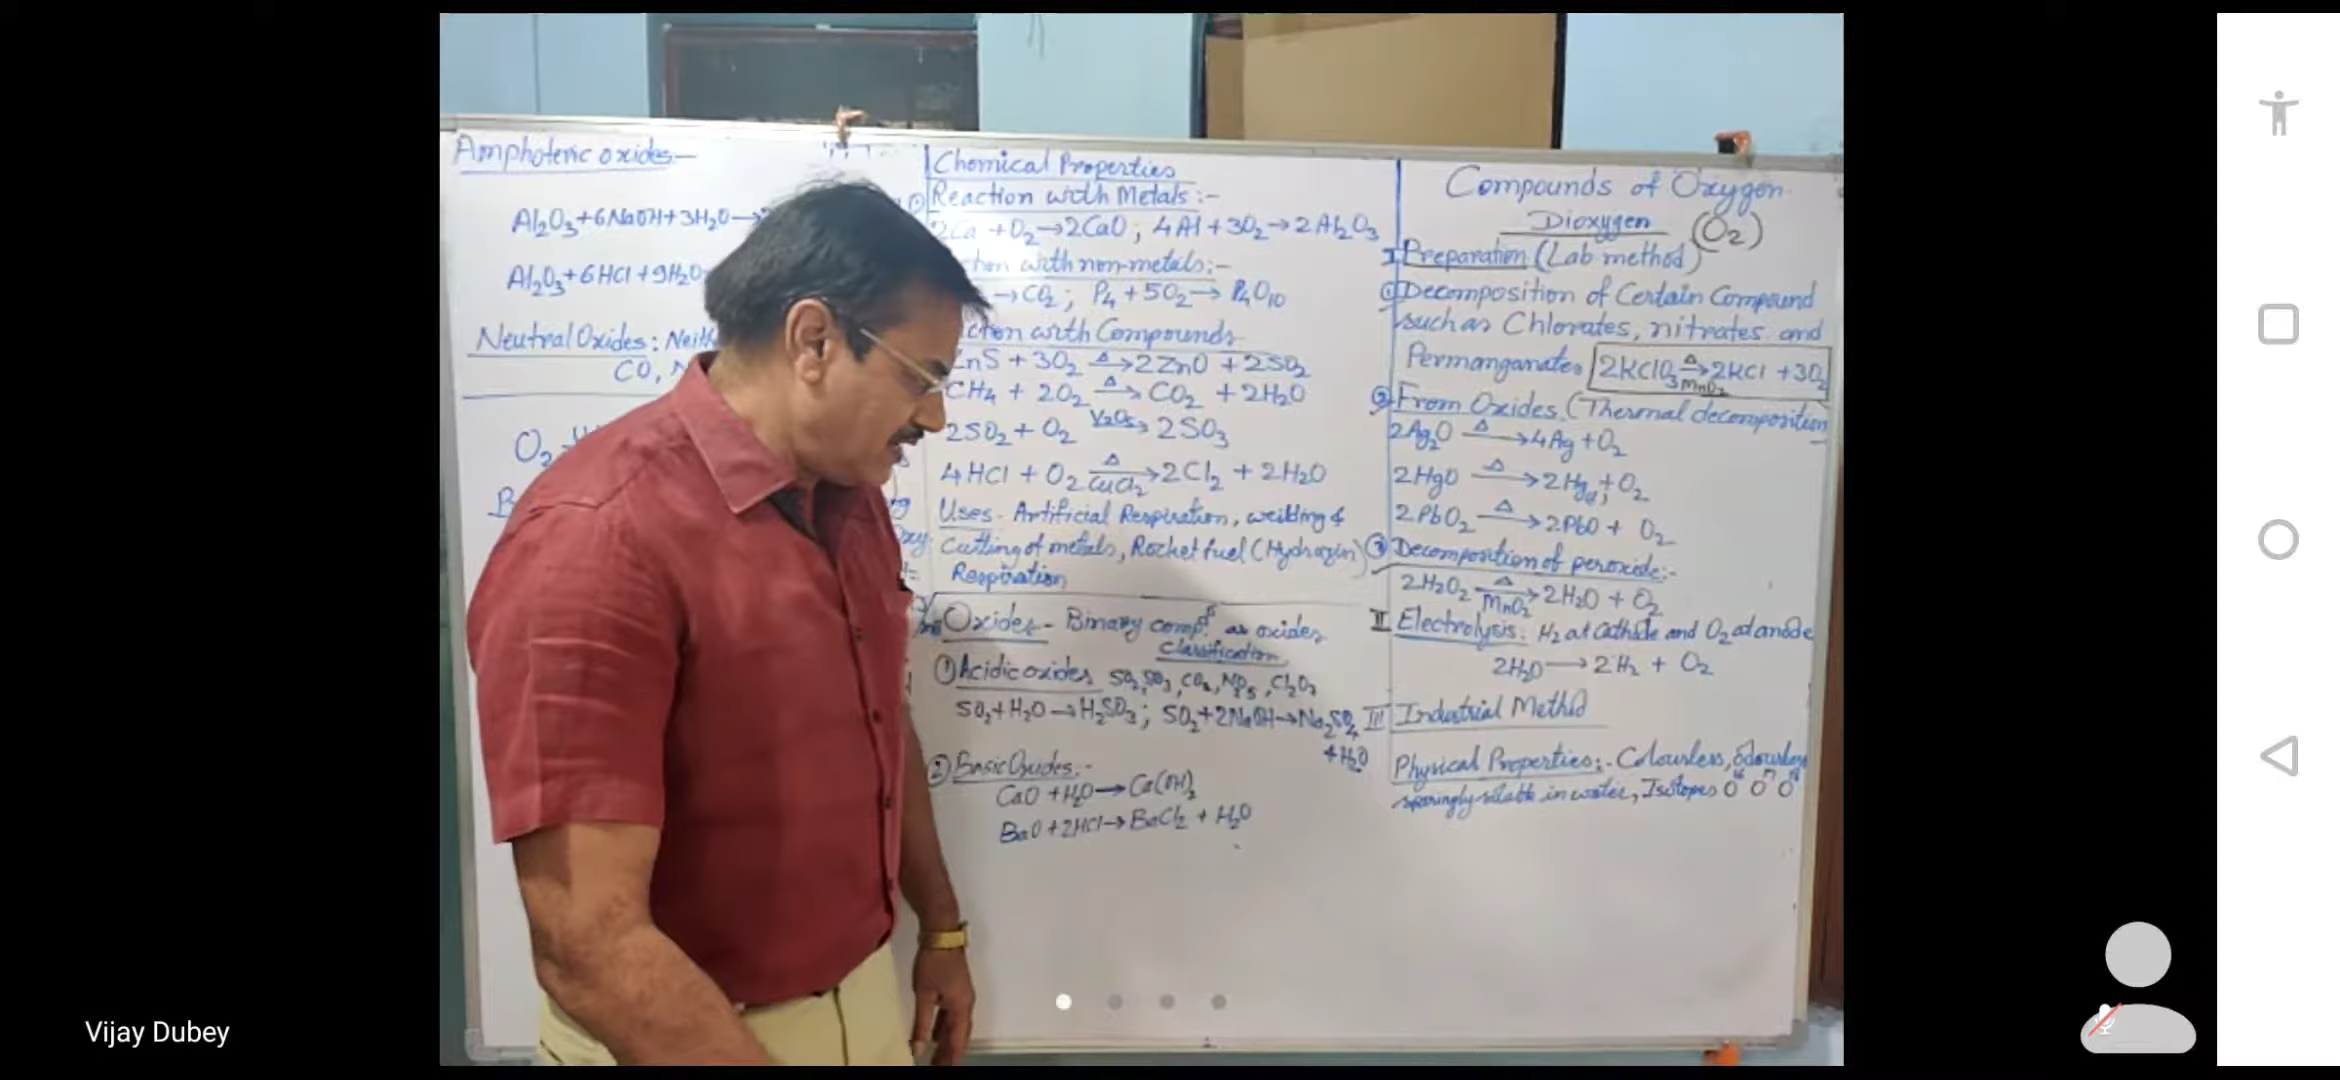 Amphoteric oxides—
Al₂O₃+6NaOH+3H₂O→
Al₂O₃+6HCl+9H₂O
Neutral Oxides: Neith
CO, N
O₂
B
Chemical Properties
① Reaction with Metals:-
2Ca +O₂→2CaO; 4Al+3O₂→2Al₂O₃
ction with non-metals:-
→CO₂; P₄+5O₂→ P₄O₁₀
ction with Compounds
ZnS + 3O₂ Δ→2ZnO +2SO₂
CH₄ + 2O₂ Δ→ CO₂ +2H₂O
2SO₂+ O₂ V₂O₅→ 2SO₃
4HCl + O₂ Δ CuCl₂→2Cl₂ + 2H₂O
Uses- Artificial Respiration, welding &
Cutting of metals, Rocket fuel (Hydrazin)
Respiration
Oxides- Binary comp. as oxides
Classification
① Acidic oxides SO₂, SO₃, CO₂, N₂O₅, Cl₂O₇
SO₂+H₂O→H₂SO₃; SO₂+2NaOH→Na₂SO₄
+H₂O
② Basic Oxides:-
CaO +H₂O→Ca(OH)₂
BaO+2HCl→BaCl₂ + H₂O
Compounds of Oxygen
Dioxygen (O₂)
I Preparation (Lab method)
① Decomposition of Certain Compound
such as Chlorates, nitrates and
Permanganates 2KClO₃ Δ MnO₂→2KCl +3O₂
② From Oxides (Thermal decomposition
2Ag₂O Δ→4Ag +O₂
2HgO Δ→2Hg +O₂
2PbO₂ Δ→2PbO + O₂
③ Decomposition of peroxide:-
2H₂O₂ Δ MnO₂→2H₂O + O₂
II Electrolysis: H₂ at Cathode and O₂ at anode
2H₂O→2H₂ + O₂
III Industrial Method
Physical Properties:- Colourless, odourless
sparingly soluble in water, Isotopes O¹⁶ O¹⁷ O¹⁸
Vijay Dubey